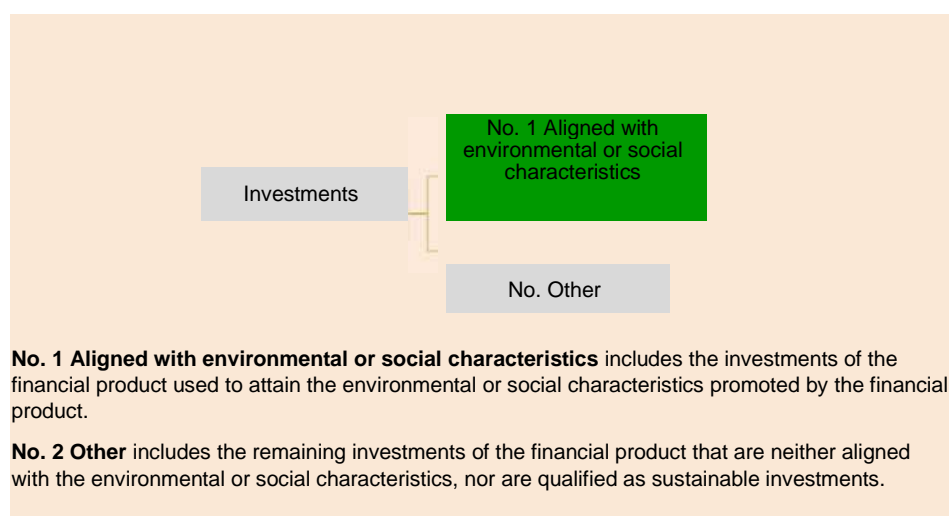 No. 1 Aligned with
environmental or social
characteristics
Investments
No. Other
No. 1 Aligned with environmental or social characteristics includes the investments of the
financial product used to attain the environmental or social characteristics promoted by the financial
product.
No. 2 Other includes the remaining investments of the financial product that are neither aligned
with the environmental or social characteristics, nor are qualified as sustainable investments.